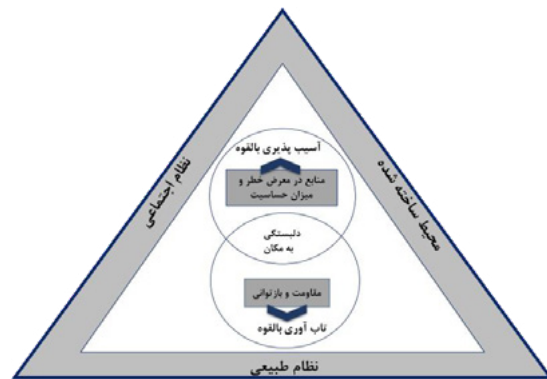 آسیب پذیری بالقوه
منابع در معرض خطر و
میزان حساسیت
دلبستگی
به مکان
مقاومت و بازتوانی
تاب آوری بالقوه
نظام اجتماعی
محیط ساخته شده
نظام طبیعی